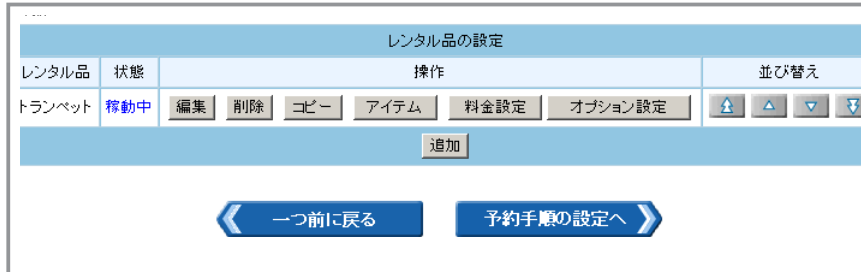 レンタル品の設定
レンタル品 状態 操作 並び替え
トランペット 稼動中 編集 削除 コピー アイテム 料金設定 オプション設定
追加
一つ前に戻る 予約手順の設定へ